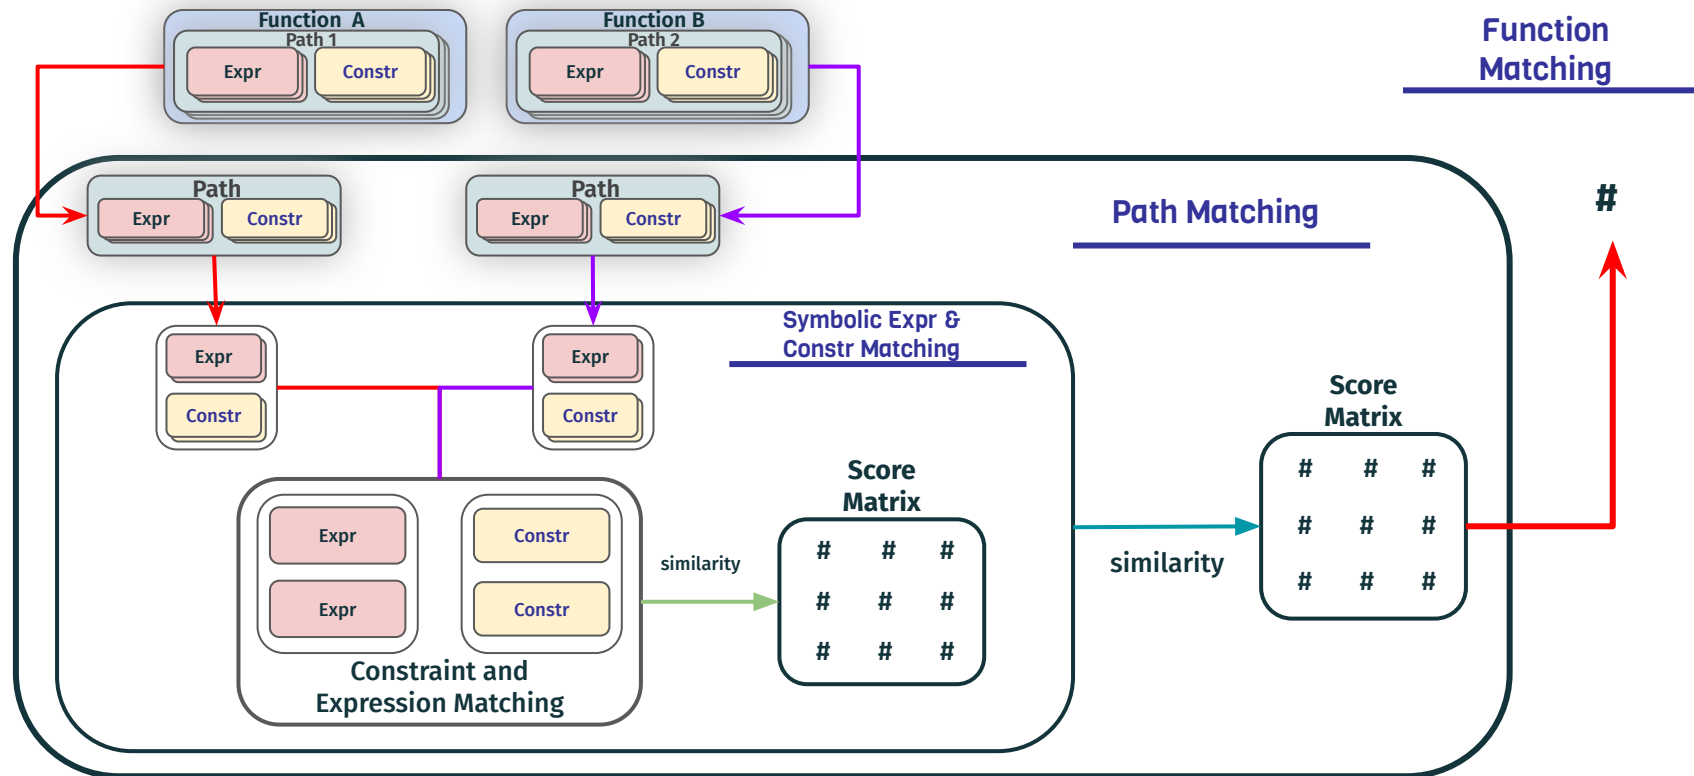 Function A
Path 1
Expr
Constr
Function B
Path 2
Expr
Constr
Function
Matching
Path
Expr
Constr
Path
Expr
Constr
Path Matching
#
Symbolic Expr &
Constr Matching
Expr
Constr
Expr
Constr
Expr
Expr
Constr
Constr
Constraint and
Expression Matching
similarity
Score
Matrix
# # #
# # #
# # #
similarity
Score
Matrix
# # #
# # #
# # #